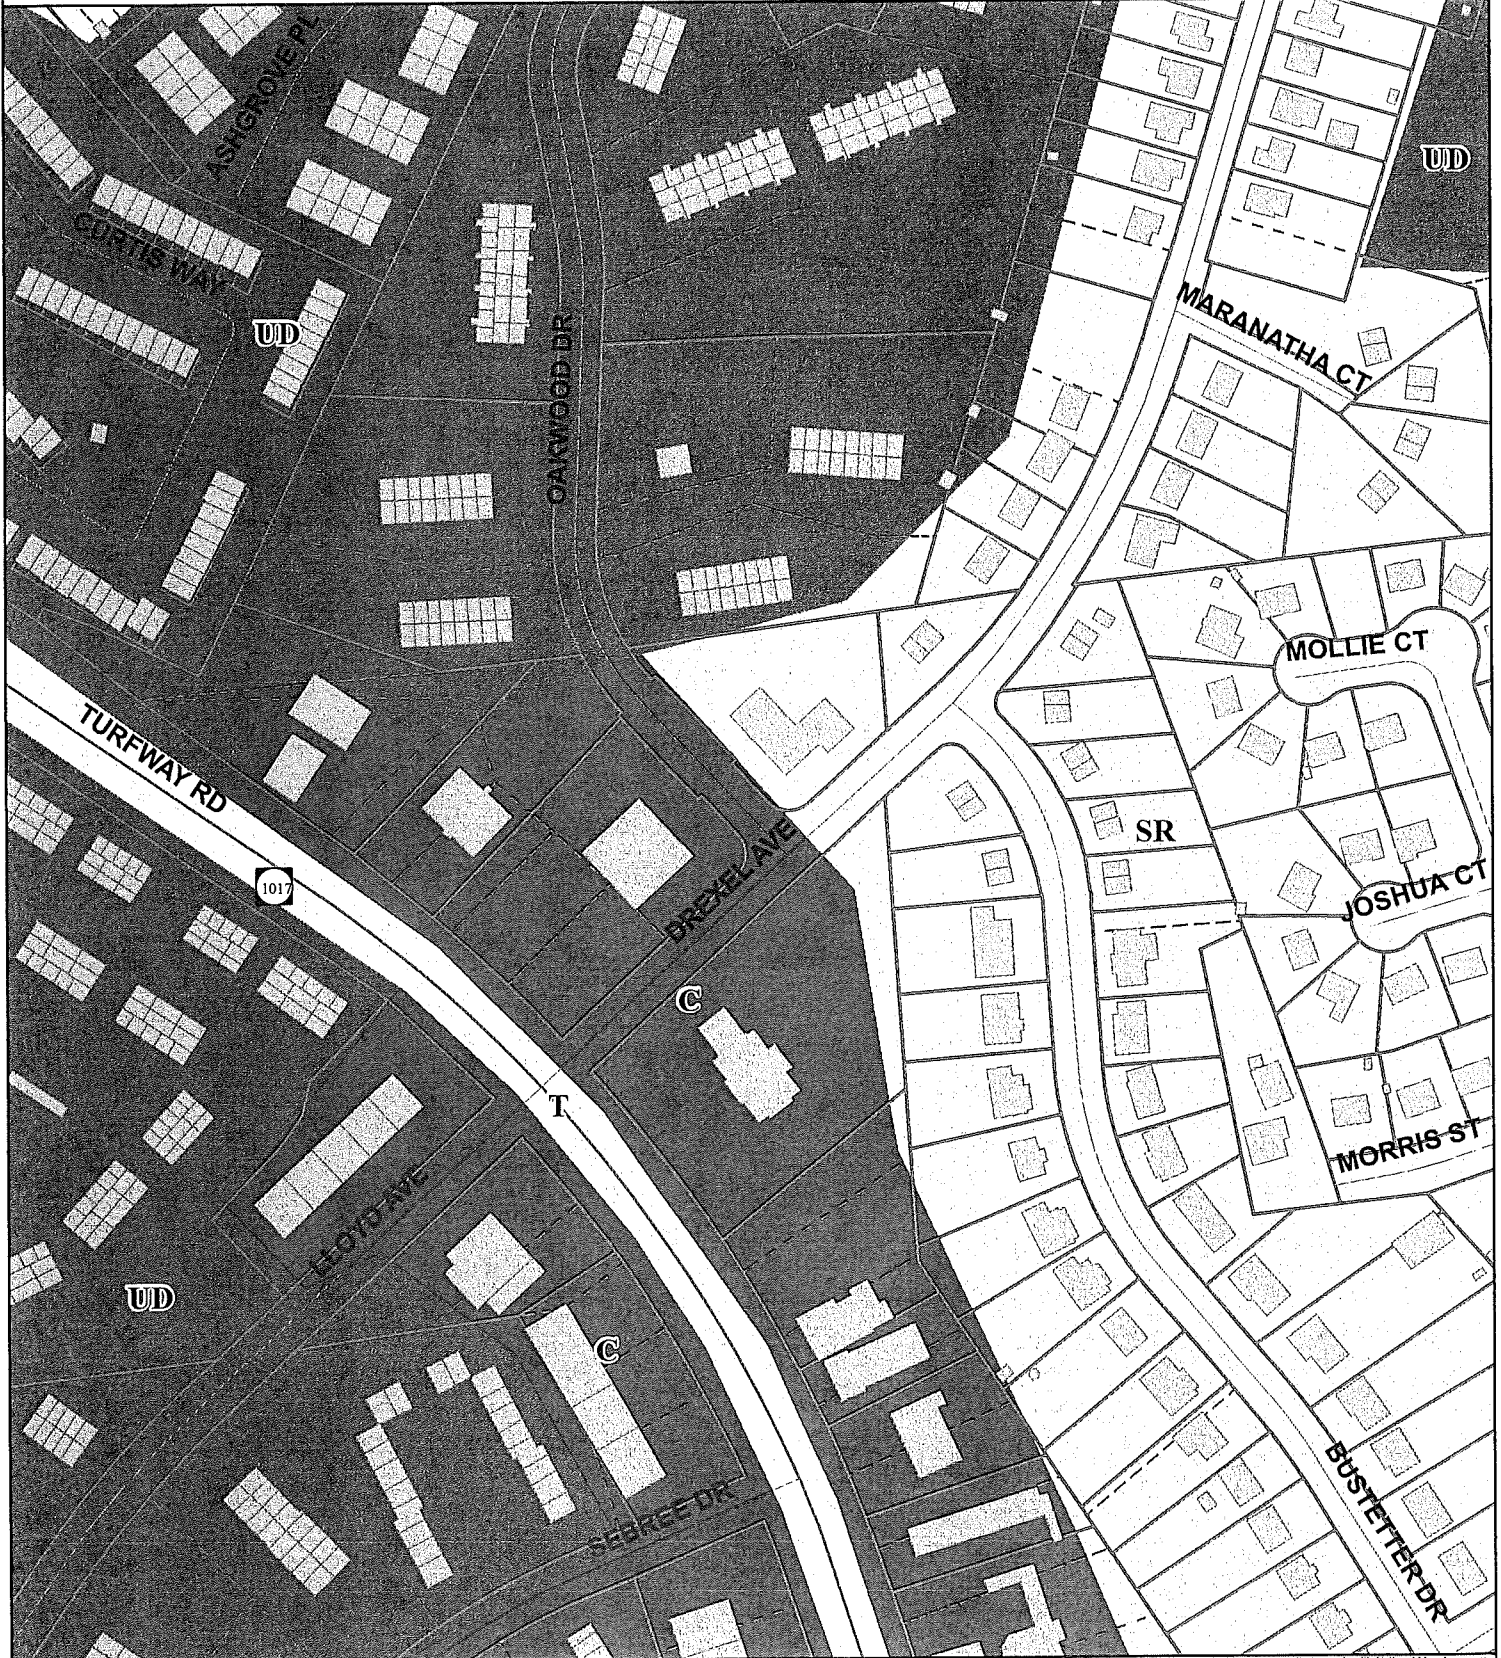 ASHGROVE PL
UD
CURTIS WAY
MARANATHA CT
UD
OAKWOOD DR
MOLLIE CT
TURFWAY RD
SR
DREXEL AVE
1017
JOSHUA CT
C
T
MORRIS ST
LLOYD AVE
UD
C
SEBREE DR
BUSTETTER DR